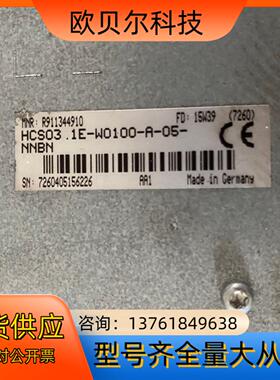 欧贝尔科技
MNR: R911344910
FD: 15W39
(7260)
HCS03.1E-W0100-A-05-
NNBN
CE
SN: 7260405156226
AA1
Made in Germany
货供应
咨询：13761849638
对公开票
型号齐全量大从